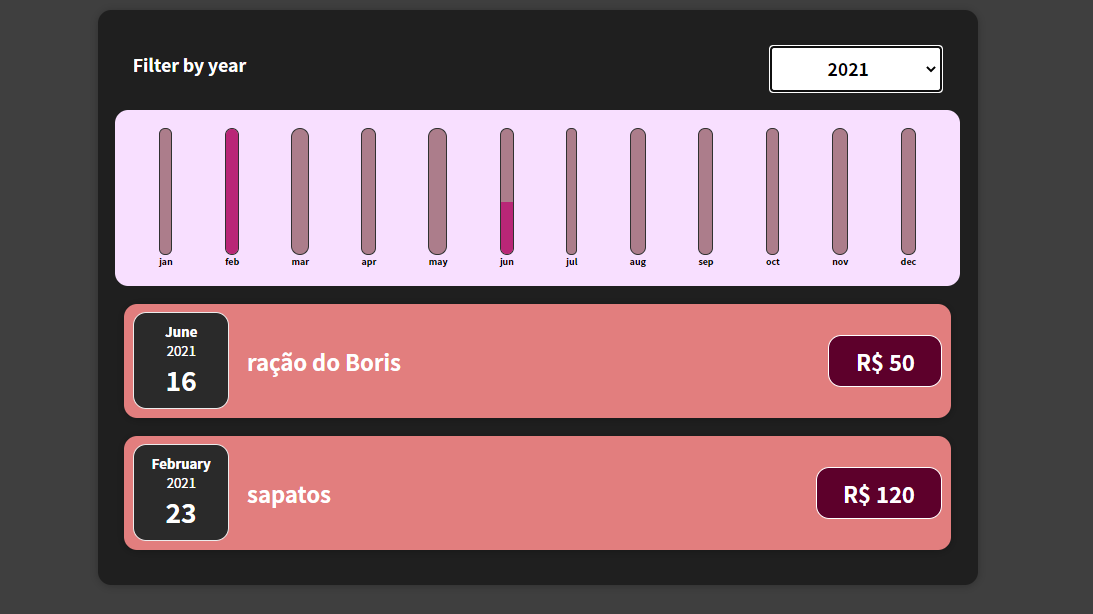 Filter by year
2021
jan feb mar apr may jun jul aug sep oct nov dec
June
2021
16
ração do Boris
R$ 50
February
2021
23
sapatos
R$ 120